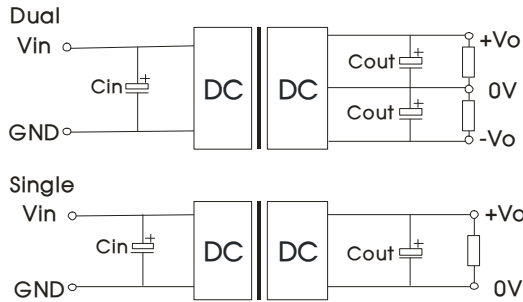 Dual
Vin
+Vo
Cin
+
DC
DC
Cout
+
0V
Cout
+
GND
-Vo
Single
Vin
+Vo
Cin
+
DC
DC
Cout
+
GND
0V